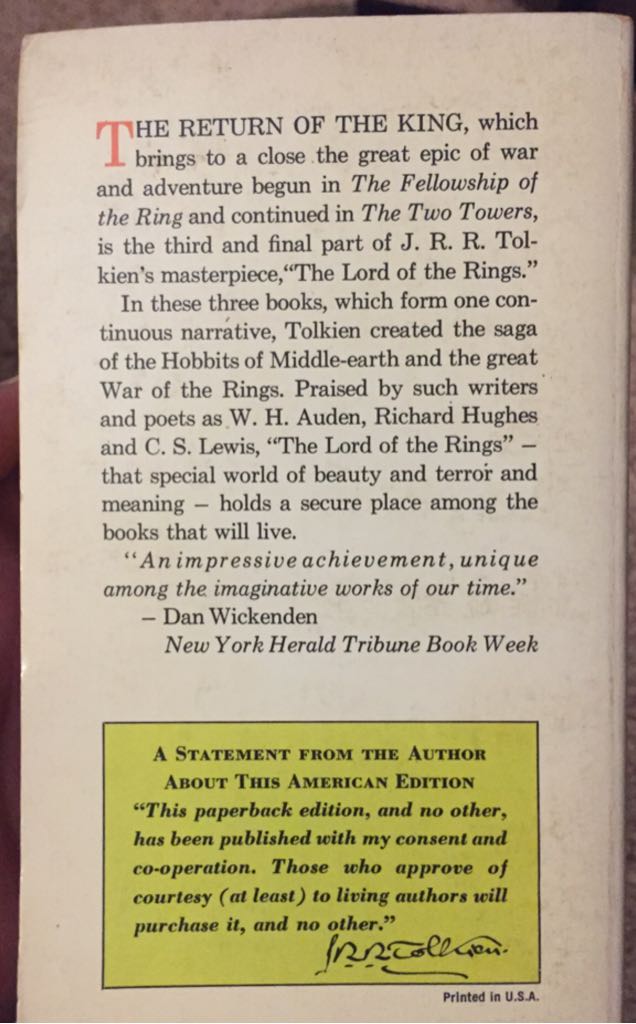 THE RETURN OF THE KING, which
brings to a close the great epic of war
and adventure begun in The Fellowship of
the Ring and continued in The Two Towers,
is the third and final part of J. R. R. Tol-
kien's masterpiece,“The Lord of the Rings.”
In these three books, which form one con-
tinuous narrative, Tolkien created the saga
of the Hobbits of Middle-earth and the great
War of the Rings. Praised by such writers
and poets as W. H. Auden, Richard Hughes
and C. S. Lewis, “The Lord of the Rings” –
that special world of beauty and terror and
meaning – holds a secure place among the
books that will live.
“An impressive achievement, unique
among the imaginative works of our time.”
– Dan Wickenden
New York Herald Tribune Book Week
A STATEMENT FROM THE AUTHOR
ABOUT THIS AMERICAN EDITION
“This paperback edition, and no other,
has been published with my consent and
co-operation. Those who approve of
courtesy (at least) to living authors will
purchase it, and no other.”
J.R.R. Tolkien.
Printed in U.S.A.